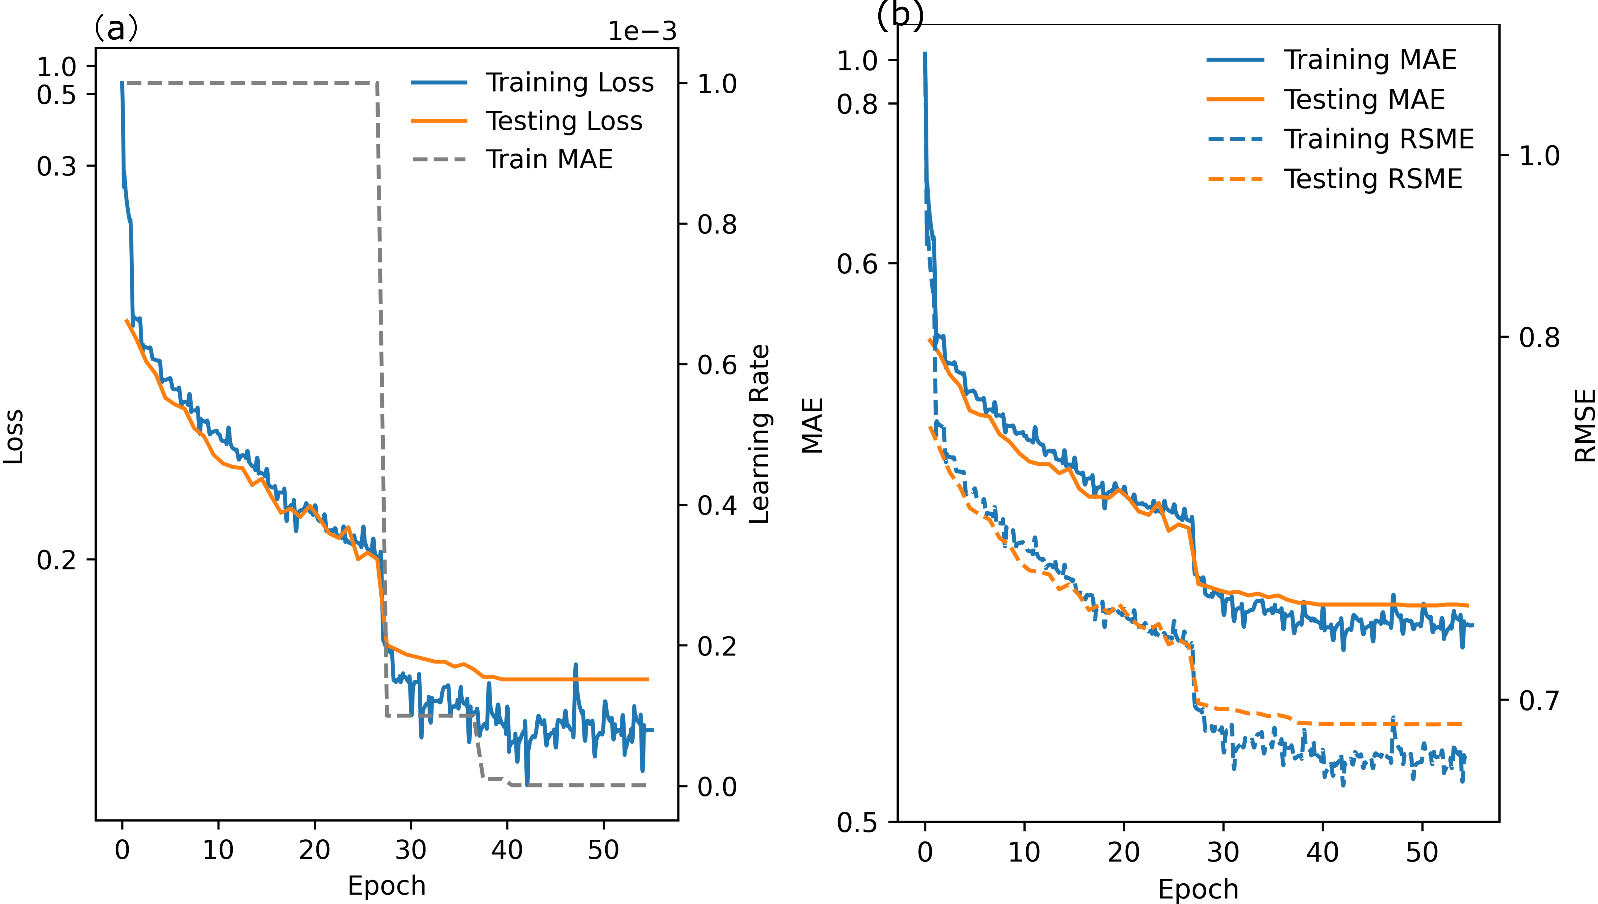 (a)
1e−3
1.0
0.5
0.3
0.2
Loss
Training Loss
Testing Loss
Train MAE
1.0
0.8
0.6
0.4
0.2
0.0
Learning Rate
0 10 20 30 40 50
Epoch
(b)
1.0
0.8
0.6
0.5
MAE
Training MAE
Testing MAE
Training RSME
Testing RSME
1.0
0.8
0.7
RMSE
0 10 20 30 40 50
Epoch